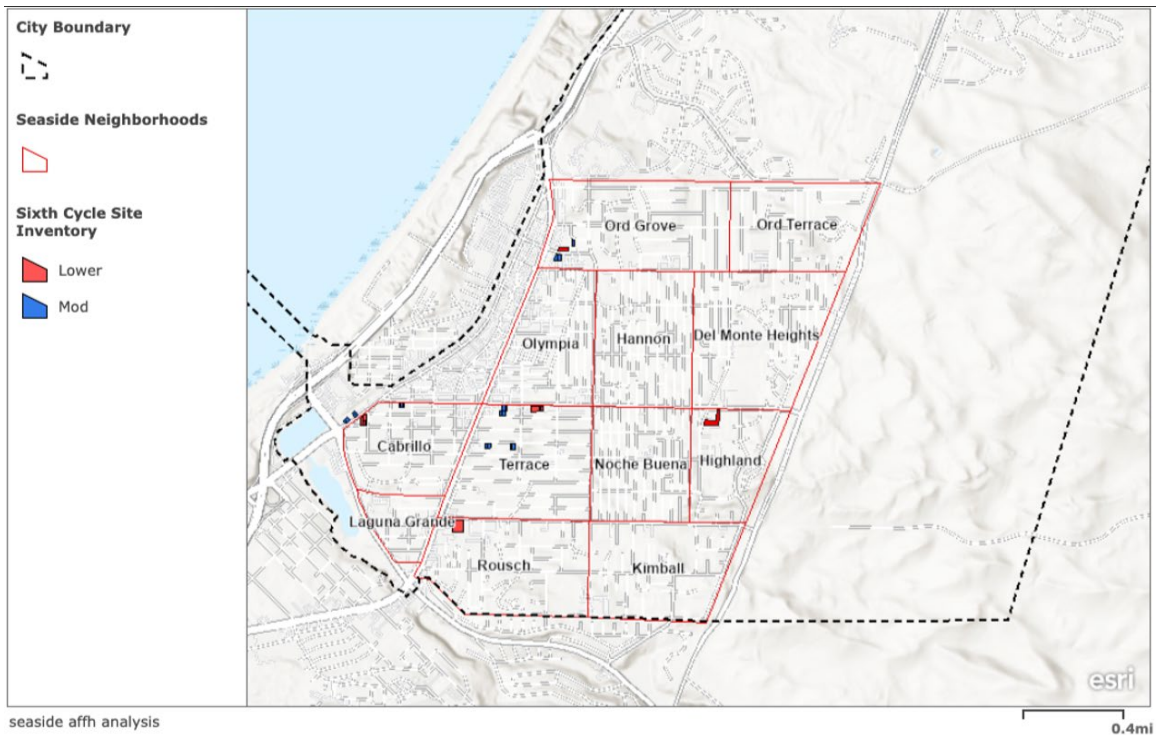 City Boundary
Seaside Neighborhoods
Sixth Cycle Site
Inventory
Lower
Mod
Ord Grove
Ord Terrace
Olympia
Hannon
Del Monte Heights
Cabrillo
Terrace
Noche Buena
Highland
Laguna Grande
Rousch
Kimball
esri
seaside affh analysis
0.4mi